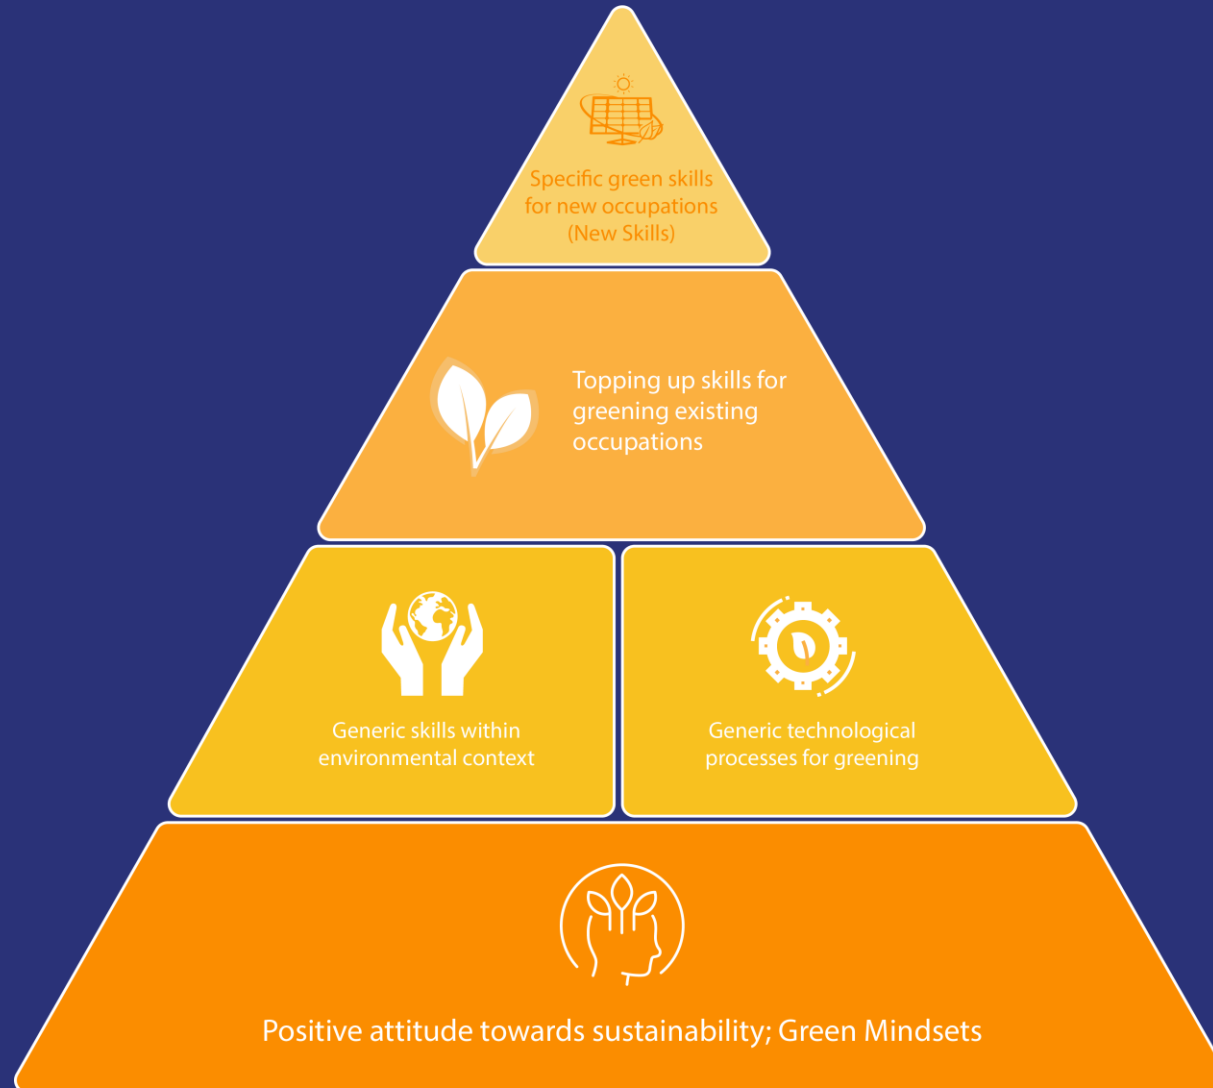 Specific green skills
for new occupations
(New Skills)
Topping up skills for
greening existing
occupations
Generic skills within
environmental context
Generic technological
processes for greening
Positive attitude towards sustainability; Green Mindsets